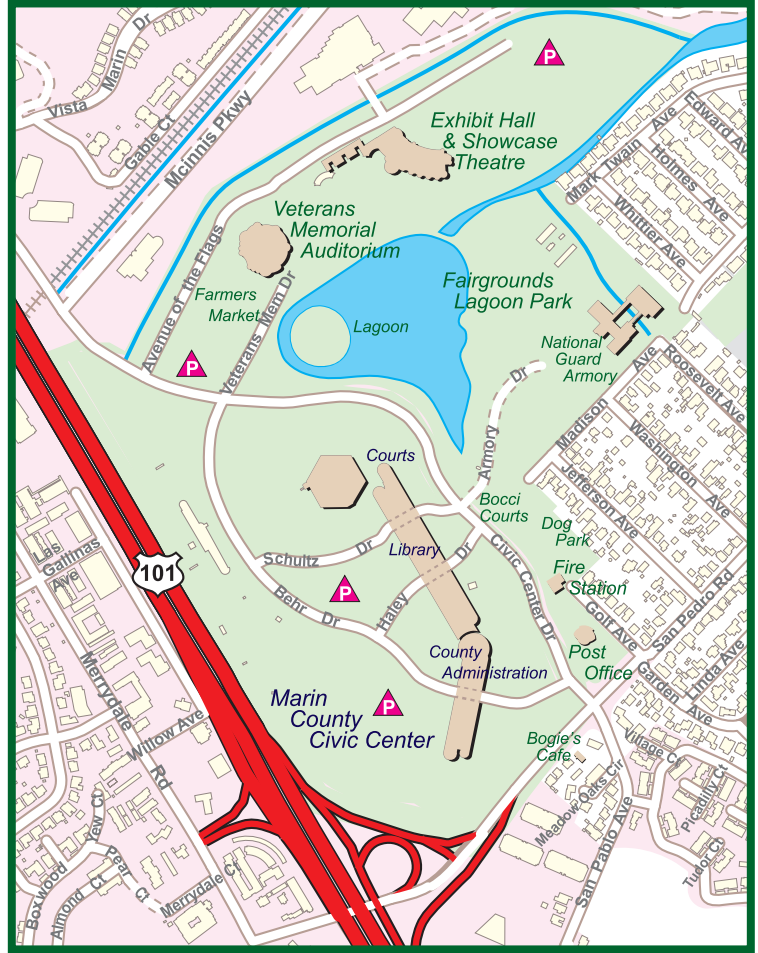 Vista
Marin Dr
Gable Ct
Mcinnis Pkwy
P
Exhibit Hall
& Showcase
Theatre
Edward Av
Mark Twain Ave
Holmes Ave
Whittier Ave
Veterans
Memorial
Auditorium
Avenue of the Flags
Farmers
Market
Veterans Mem Dr
Lagoon
Fairgrounds
Lagoon Park
National
Guard
Armory
P
Roosevelt Ave
Madison Ave
Washington Ave
Jefferson Ave
Armory Dr
Courts
Bocci
Courts
Dog
Park
Library
Schultz Dr
Las
Gallinas
Ave
101
Fire
Station
P
Behr Dr
Haley Dr
Civic Center Dr
Golf Ave
San Pedro Rd
Post
Office
County
Administration
Garden Ave
Linda Ave
Merrydale Rd
Willow Ave
P
Marin
County
Civic Center
Bogie's
Cafe
Village Ct
Meadow Oaks Cir
Picadilly Ct
San Pablo Ave
Tudor Ct
Yew Ct
Pear Ct
Boxwood
Almond Ct
Merrydale Ct